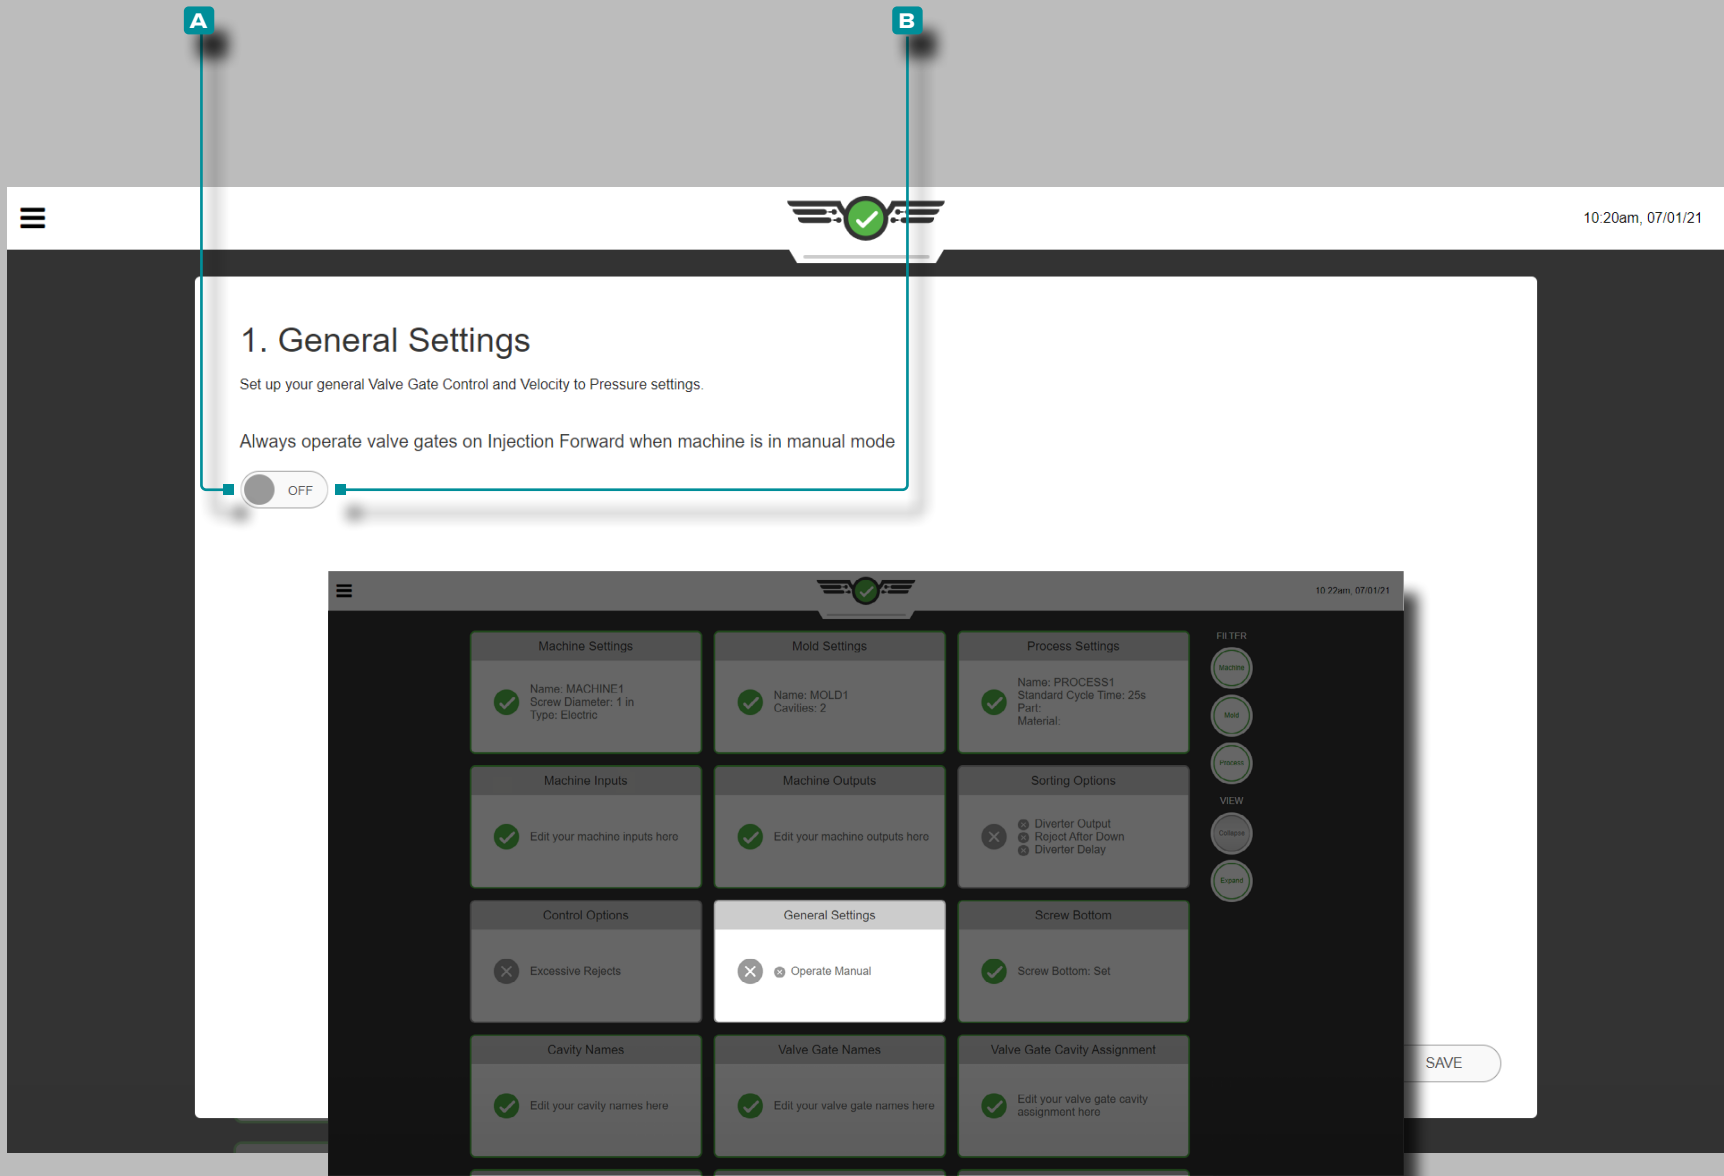 A
B
10:20am, 07/01/21
1. General Settings
Set up your general Valve Gate Control and Velocity to Pressure settings.
Always operate valve gates on Injection Forward when machine is in manual mode
OFF
10:22am, 07/01/21
Machine Settings
Name: MACHINE1
Screw Diameter: 1 in
Type: Electric
Mold Settings
Name: MOLD1
Cavities: 2
Process Settings
Name: PROCESS1
Standard Cycle Time: 25s
Part:
Material:
FILTER
Machine
Mold
Process
Machine Inputs
Edit your machine inputs here
Machine Outputs
Edit your machine outputs here
Sorting Options
Diverter Output
Reject After Down
Diverter Delay
VIEW
Collapse
Expand
Control Options
Excessive Rejects
General Settings
Operate Manual
Screw Bottom
Screw Bottom: Set
Cavity Names
Edit your cavity names here
Valve Gate Names
Edit your valve gate names here
Valve Gate Cavity Assignment
Edit your valve gate cavity
assignment here
SAVE